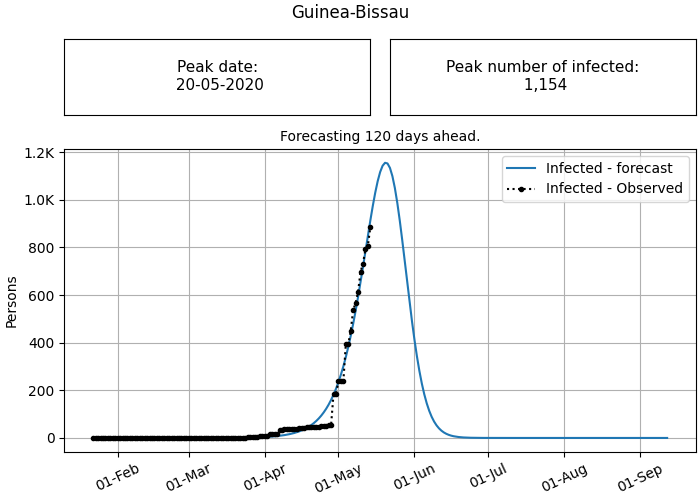 Guinea-Bissau
Peak date:
20-05-2020
Peak number of infected:
1,154
Forecasting 120 days ahead.
1.2K
1.0K
800
600
400
200
0
Persons
Infected - forecast
Infected - Observed
01-Feb
01-Mar
01-Apr
01-May
01-Jun
01-Jul
01-Aug
01-Sep